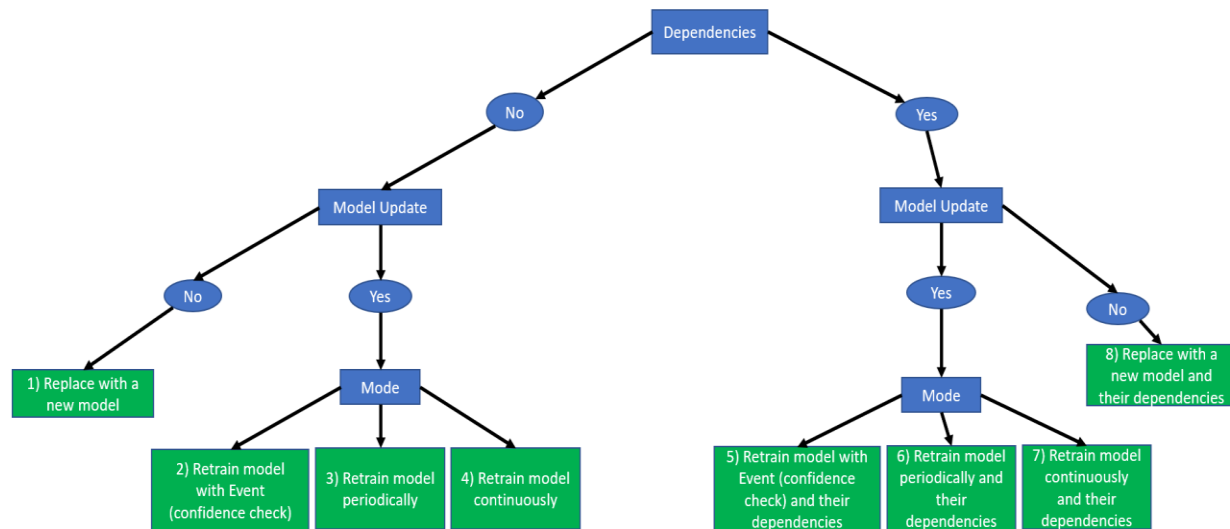 Dependencies
No
Yes
Model Update
Model Update
No
Yes
Yes
No
1) Replace with a
new model
Mode
Mode
8) Replace with a
new model and
their dependencies
2) Retrain model
with Event
(confidence check)
3) Retrain model
periodically
4) Retrain model
continuously
5) Retrain model with
Event (confidence
check) and their
dependencies
6) Retrain model
periodically and
their
dependencies
7) Retrain model
continuously
and their
dependencies